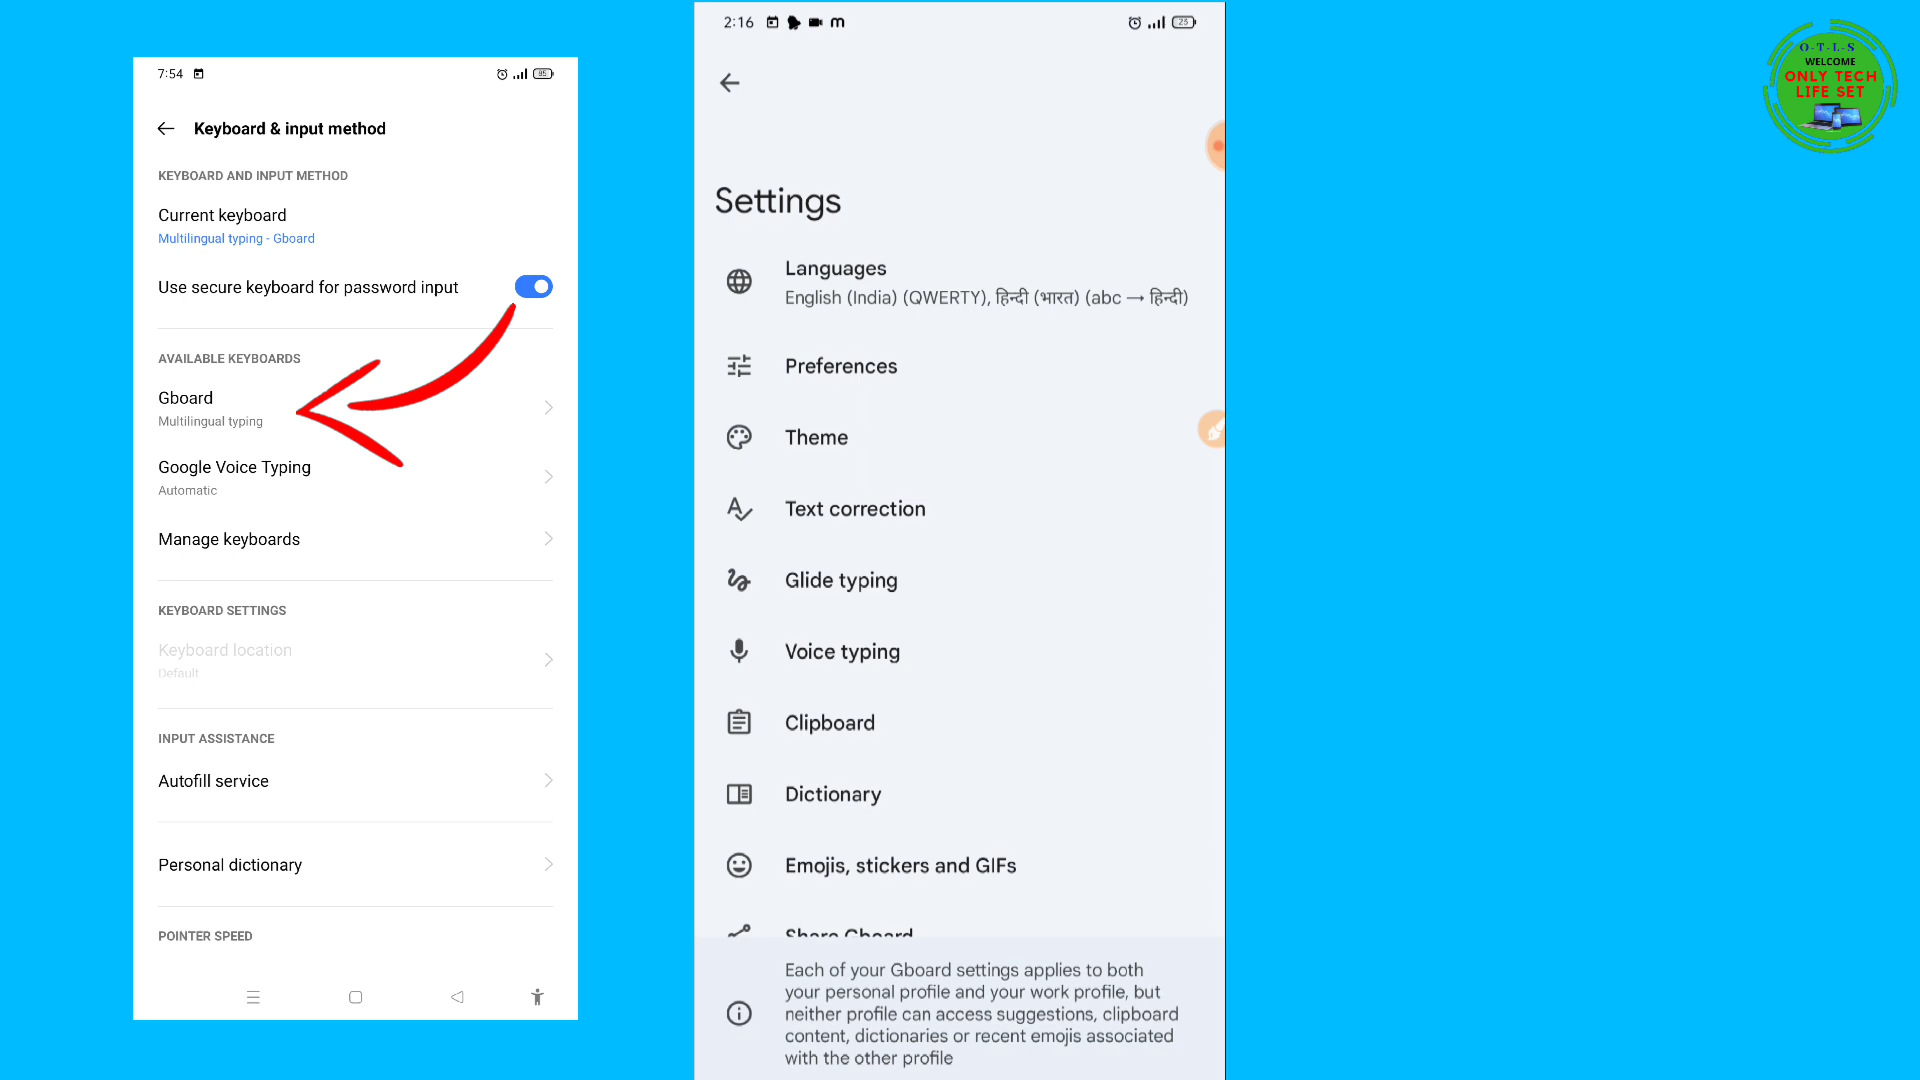 7:54
85
Keyboard & input method
KEYBOARD AND INPUT METHOD
Current keyboard
Multilingual typing - Gboard
Use secure keyboard for password input
AVAILABLE KEYBOARDS
Gboard
Multilingual typing
Google Voice Typing
Automatic
Manage keyboards
KEYBOARD SETTINGS
Keyboard location
Default
INPUT ASSISTANCE
Autofill service
Personal dictionary
POINTER SPEED
2:16
23
Settings
Languages
English (India) (QWERTY), हिन्दी (भारत) (abc → हिन्दी)
Preferences
Theme
Text correction
Glide typing
Voice typing
Clipboard
Dictionary
Emojis, stickers and GIFs
Share Gboard
Each of your Gboard settings applies to both
your personal profile and your work profile, but
neither profile can access suggestions, clipboard
content, dictionaries or recent emojis associated
with the other profile
O-T-L-S
WELCOME
ONLY TECH
LIFE SET